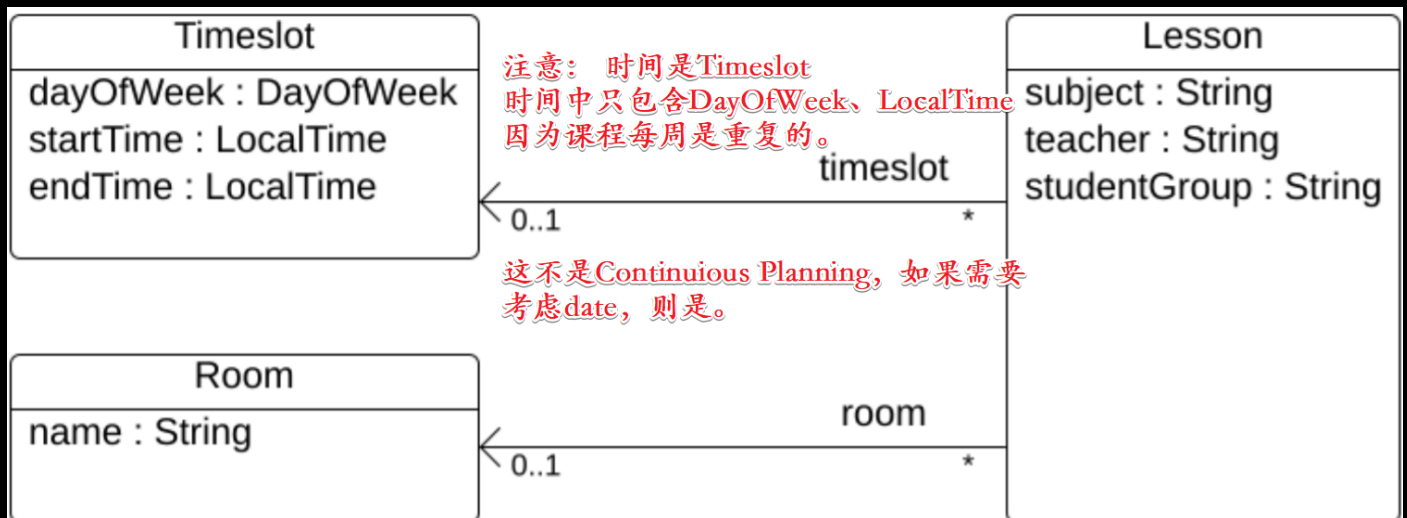 Timeslot
dayOfWeek : DayOfWeek
startTime : LocalTime
endTime : LocalTime
注意： 时间是Timeslot
时间中只包含DayOfWeek、LocalTime
因为课程每周是重复的。
timeslot
0..1
*
Lesson
subject : String
teacher : String
studentGroup : String
这不是Continuious Planning，如果需要
考虑date，则是。
Room
name : String
room
0..1
*